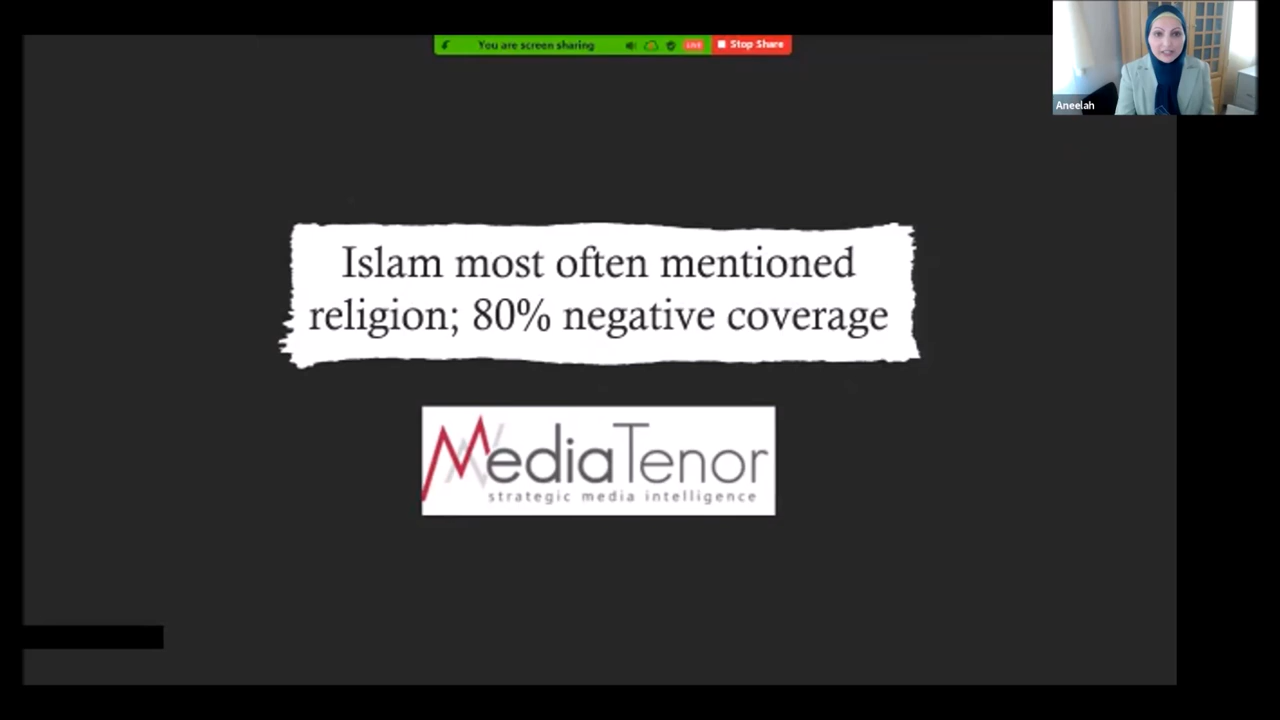 You are screen sharing
LIVE
Stop Share
Aneelah
Islam most often mentioned
religion; 80% negative coverage
MediaTenor
strategic media intelligence